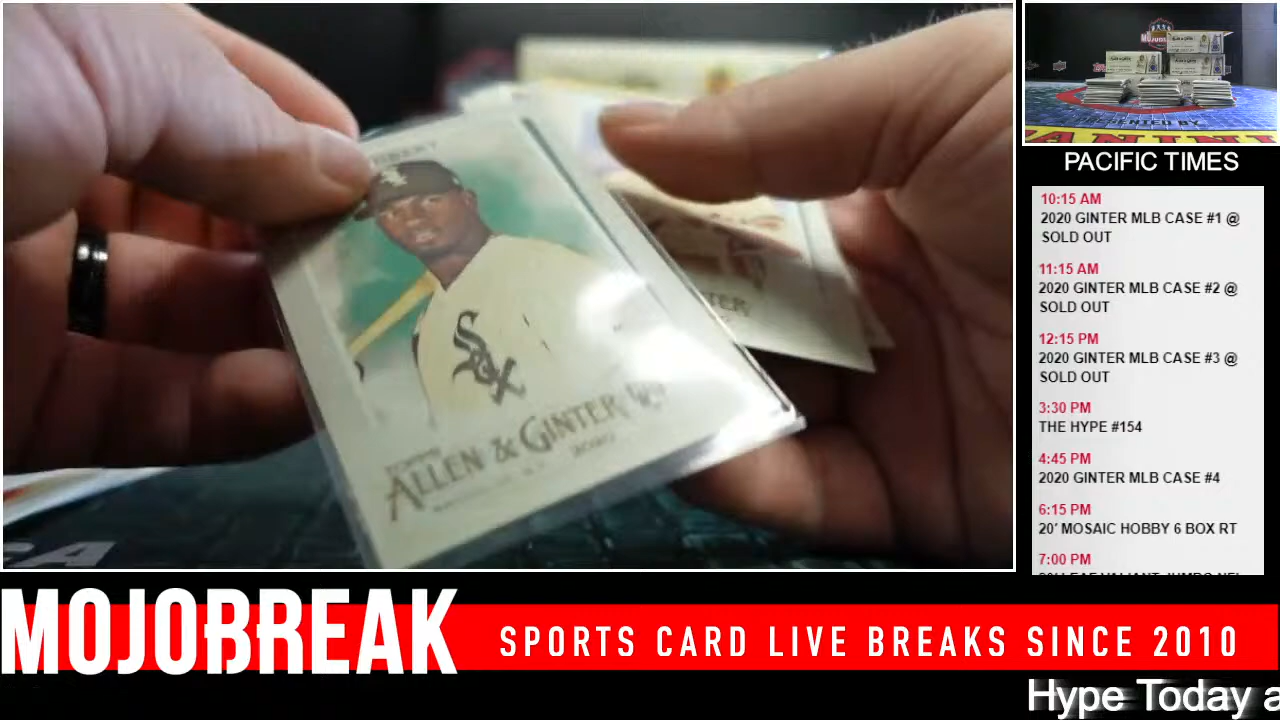 Sox
ALLEN & GINTER
PACIFIC TIMES
10:15 AM
2020 GINTER MLB CASE #1 @
SOLD OUT
11:15 AM
2020 GINTER MLB CASE #2 @
SOLD OUT
12:15 PM
2020 GINTER MLB CASE #3 @
SOLD OUT
3:30 PM
THE HYPE #154
4:45 PM
2020 GINTER MLB CASE #4
6:15 PM
20' MOSAIC HOBBY 6 BOX RT
7:00 PM
MOJOBREAK
SPORTS CARD LIVE BREAKS SINCE 2010
Hype Today a